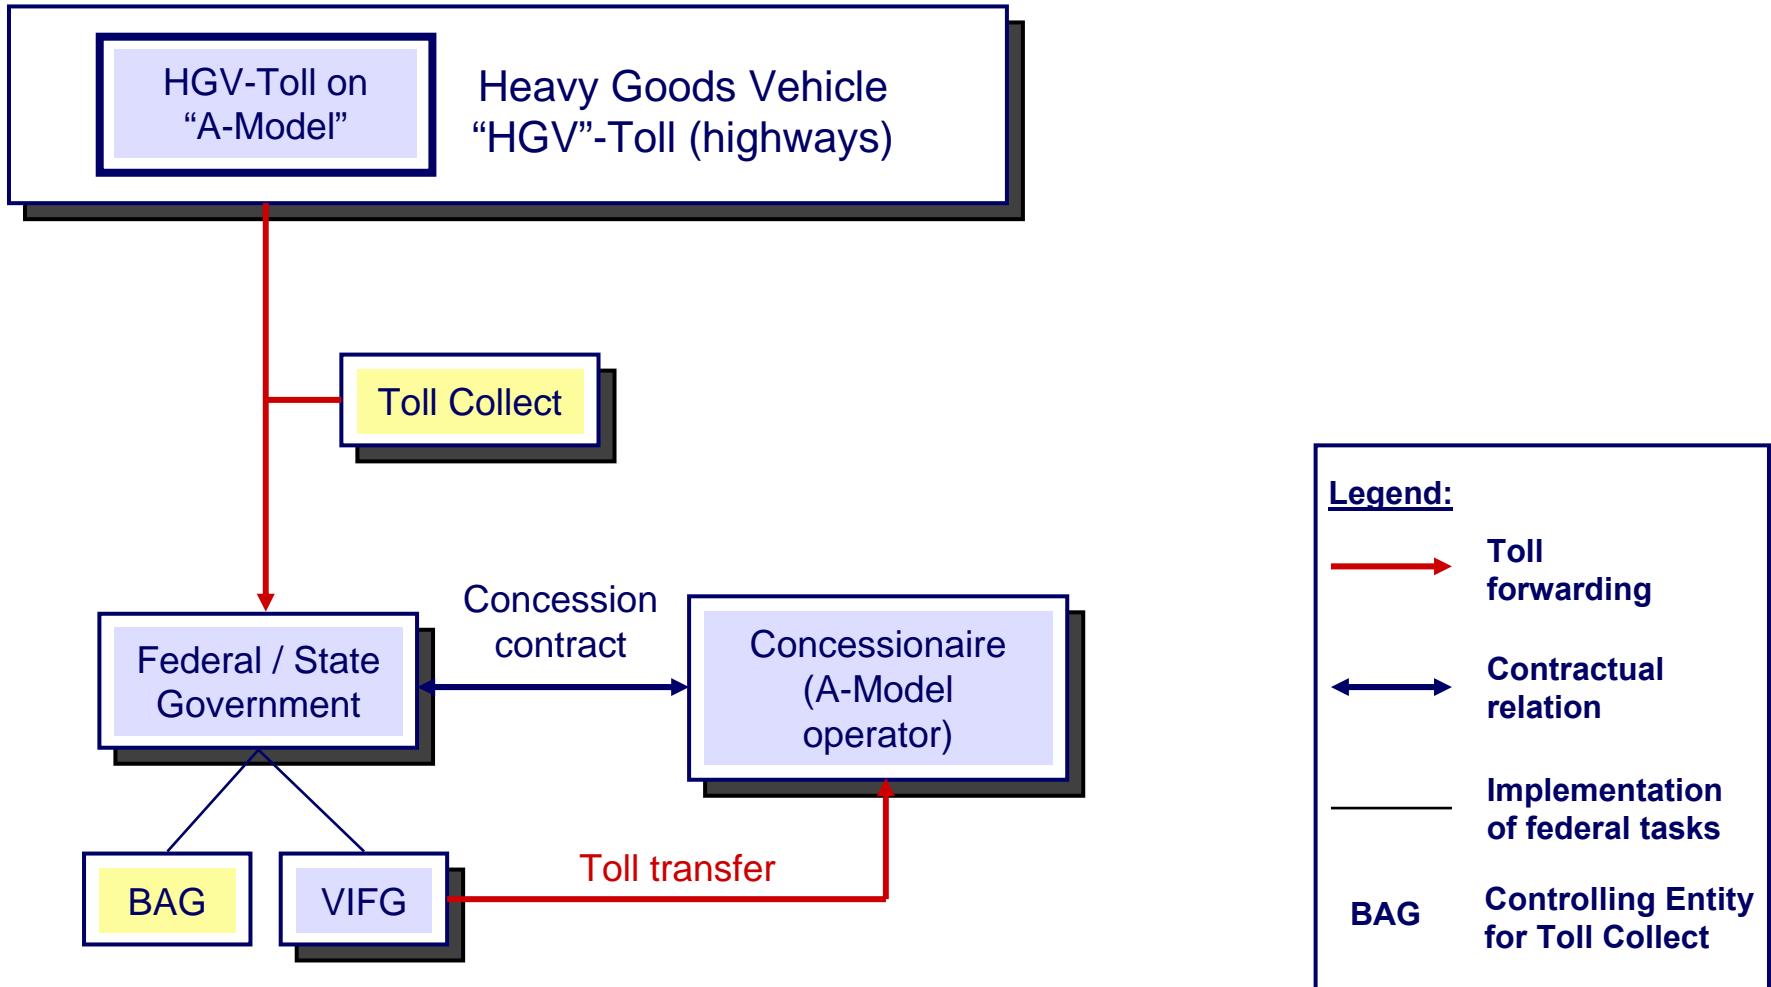 HGV-Toll on
“A-Model”
Heavy Goods Vehicle
“HGV”-Toll (highways)
Toll Collect
Concession
contract
Federal / State
Government
Concessionaire
(A-Model
operator)
BAG
VIFG
Toll transfer
Legend:
Toll
forwarding
Contractual
relation
Implementation
of federal tasks
BAG
Controlling Entity
for Toll Collect